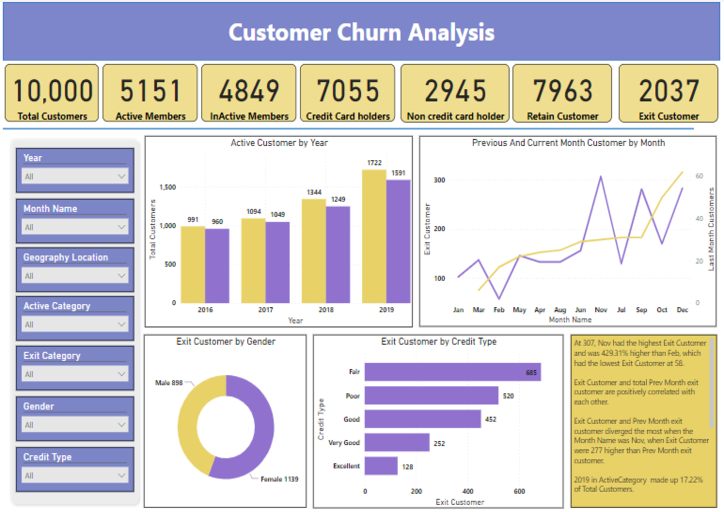 Customer Churn Analysis
10,000
Total Customers
5151
Active Members
4849
InActive Members
7055
Credit Card holders
2945
Non credit card holder
7963
Retain Customer
2037
Exit Customer
Year
All
Month Name
All
Geography Location
All
Active Category
All
Exit Category
All
Gender
All
Credit Type
All
Active Customer by Year
Total Customers
1,500
1,000
500
0
991
960
1094
1049
1344
1249
1722
1591
2016
2017
2018
2019
Year
Previous And Current Month Customer by Month
Exit Customer
300
200
100
60
40
20
0
Last Month Customers
Jan
Mar
Feb
May
Apr
Aug
Jun
Nov
Jul
Sep
Oct
Dec
Month Name
Exit Customer by Gender
Male 898
Female 1139
Exit Customer by Credit Type
Credit Type
Fair
685
Poor
520
Good
452
Very Good
252
Excellent
128
0
200
400
600
Exit Customer
At 307, Nov had the highest Exit Customer
and was 429.31% higher than Feb, which
had the lowest Exit Customer at 58.
Exit Customer and total Prev Month exit
customer are positively correlated with
each other.
Exit Customer and Prev Month exit
customer diverged the most when the
Month Name was Nov, when Exit Customer
were 277 higher than Prev Month exit
customer.
2019 in ActiveCategory made up 17.22%
of Total Customers.